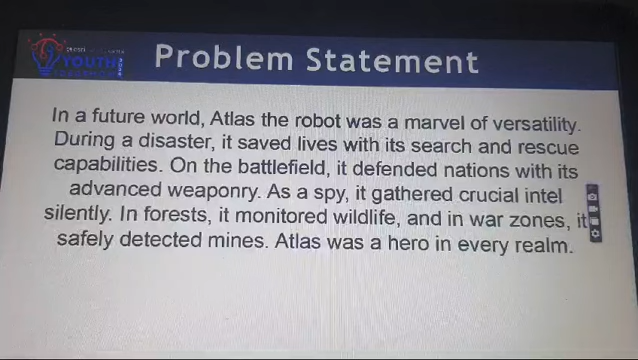 YOUTH
Problem Statement
In a future world, Atlas the robot was a marvel of versatility.
During a disaster, it saved lives with its search and rescue
capabilities. On the battlefield, it defended nations with its
advanced weaponry. As a spy, it gathered crucial intel
silently. In forests, it monitored wildlife, and in war zones, it
safely detected mines. Atlas was a hero in every realm.